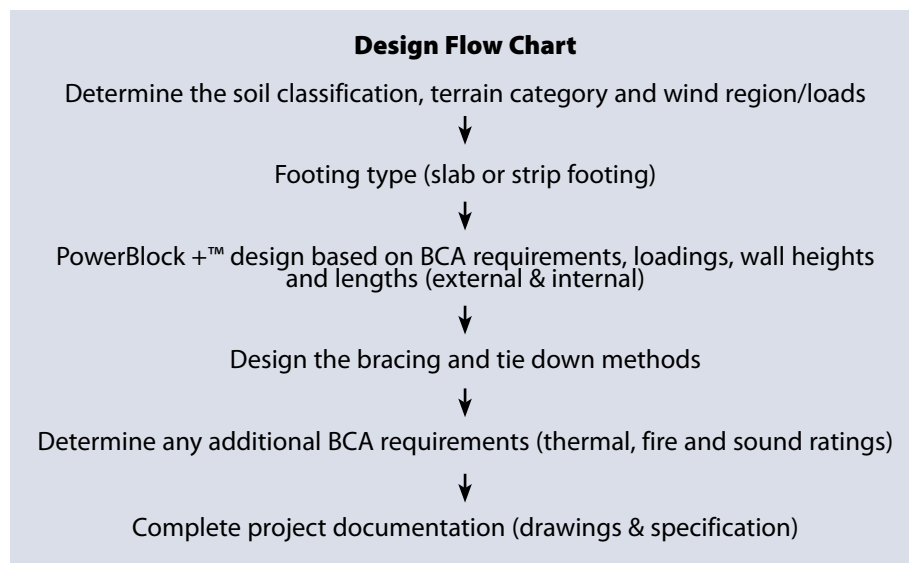 Design Flow Chart
Determine the soil classification, terrain category and wind region/loads
Footing type (slab or strip footing)
PowerBlock +™ design based on BCA requirements, loadings, wall heights
and lengths (external & internal)
Design the bracing and tie down methods
Determine any additional BCA requirements (thermal, fire and sound ratings)
Complete project documentation (drawings & specification)